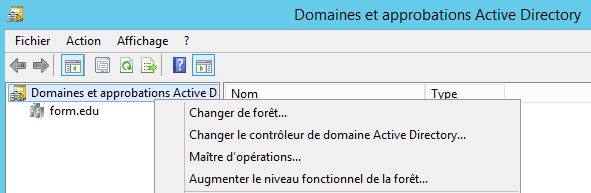 Domaines et approbations Active Directory
Fichier Action Affichage ?
Domaines et approbations Active D
Nom Type
form.edu
Changer de forêt...
Changer le contrôleur de domaine Active Directory...
Maître d'opérations...
Augmenter le niveau fonctionnel de la forêt...